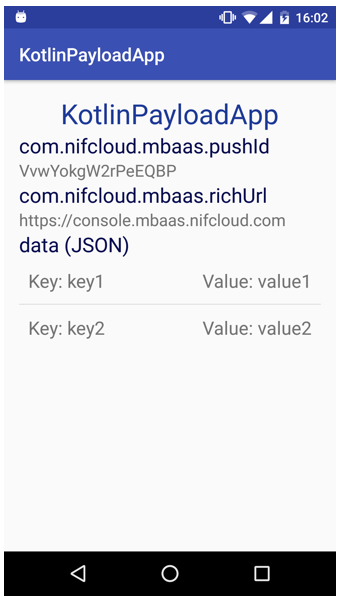 16:02
KotlinPayloadApp
KotlinPayloadApp
com.nifcloud.mbaas.pushId
VvwYokgW2rPeEQBP
com.nifcloud.mbaas.richUrl
https://console.mbaas.nifcloud.com
data (JSON)
Key: key1 Value: value1
Key: key2 Value: value2